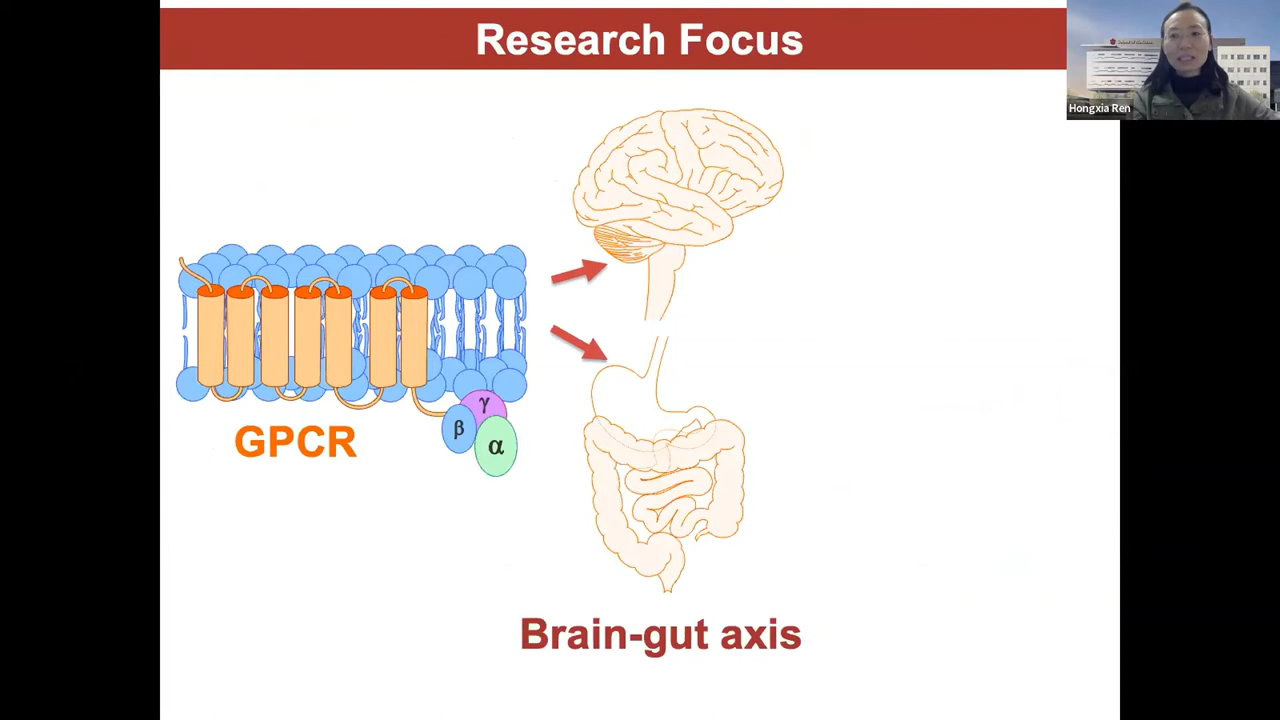 Research Focus
Hongxia Ren
GPCR
γ
β
α
Brain-gut axis